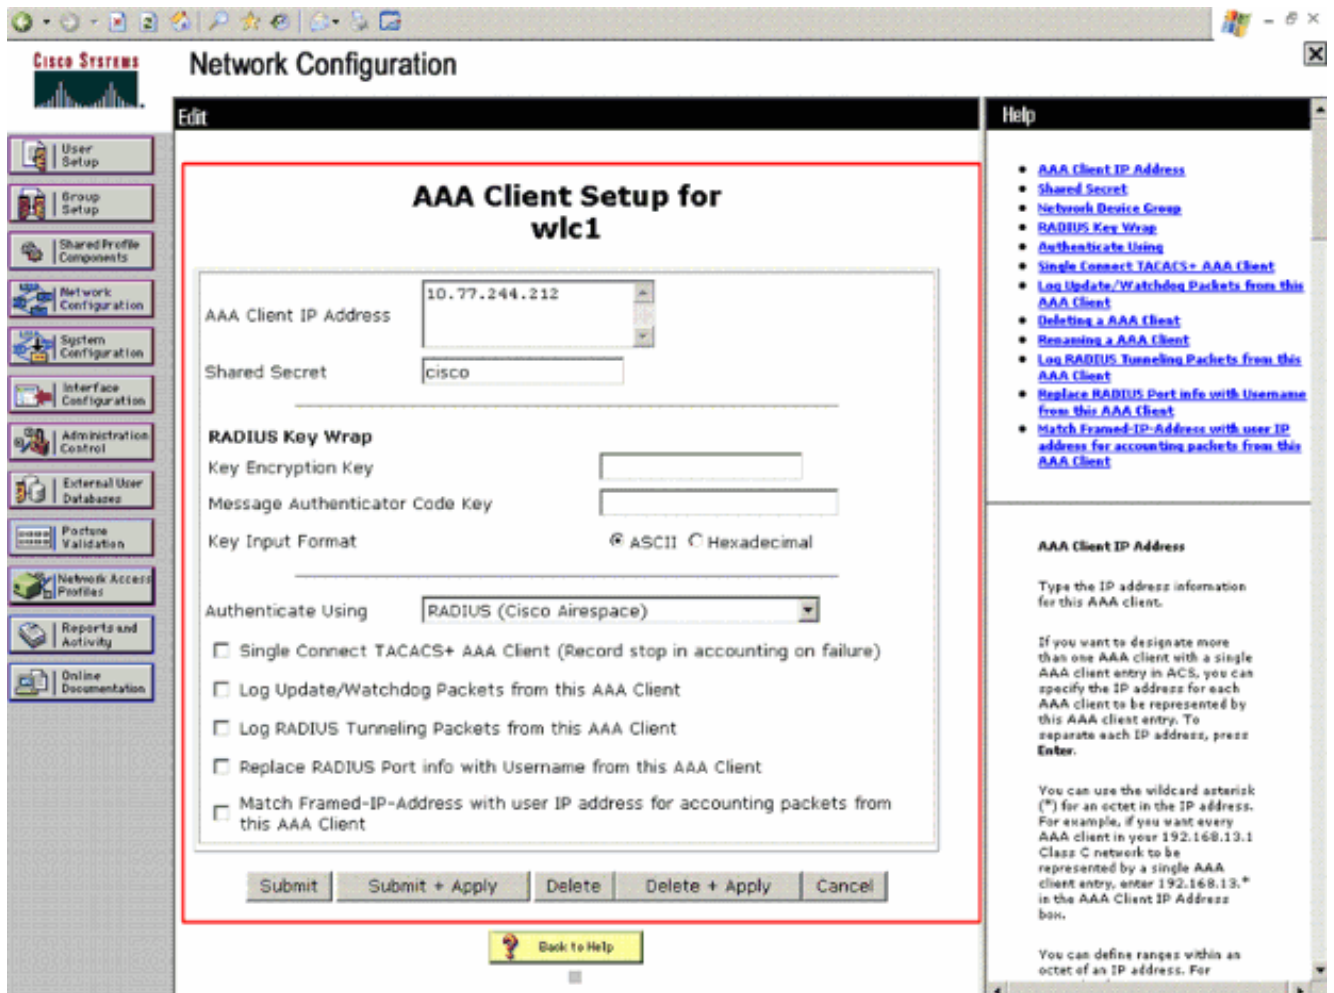 CISCO SYSTEMS
Network Configuration
User
Setup
Group
Setup
Shared Profile
Components
Network
Configuration
System
Configuration
Interface
Configuration
Administration
Control
External User
Databases
Posture
Validation
Network Access
Profiles
Reports and
Activity
Online
Documentation
Edit
AAA Client Setup for
wlc1
AAA Client IP Address
10.77.244.212
Shared Secret
cisco
RADIUS Key Wrap
Key Encryption Key
Message Authenticator Code Key
Key Input Format
ASCII Hexadecimal
Authenticate Using
RADIUS (Cisco Airespace)
Single Connect TACACS+ AAA Client (Record stop in accounting on failure)
Log Update/Watchdog Packets from this AAA Client
Log RADIUS Tunneling Packets from this AAA Client
Replace RADIUS Port info with Username from this AAA Client
Match Framed-IP-Address with user IP address for accounting packets from
this AAA Client
Submit Submit + Apply Delete Delete + Apply Cancel
Back to Help
Help
AAA Client IP Address
Shared Secret
Network Device Group
RADIUS Key Wrap
Authenticate Using
Single Connect TACACS+ AAA Client
Log Update/Watchdog Packets from this
AAA Client
Deleting a AAA Client
Renaming a AAA Client
Log RADIUS Tunneling Packets from this
AAA Client
Replace RADIUS Port info with Username
from this AAA Client
Match Framed-IP-Address with user IP
address for accounting packets from this
AAA Client
AAA Client IP Address
Type the IP address information
for this AAA client.
If you want to designate more
than one AAA client with a single
AAA client entry in ACS, you can
specify the IP address for each
AAA client to be represented by
this AAA client entry. To
separate each IP address, press
Enter.
You can use the wildcard asterisk
(*) for an octet in the IP address.
For example, if you want every
AAA client in your 192.168.13.1
Class C network to be
represented by a single AAA
client entry, enter 192.168.13.*
in the AAA Client IP Address
box.
You can define ranges within an
octet of an IP address. For